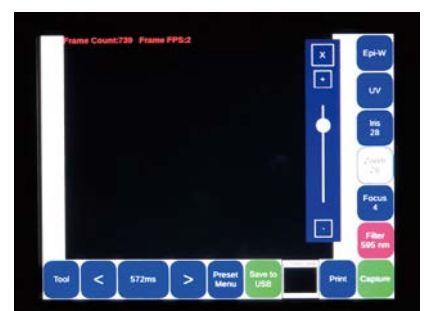 Frame Count:739 Frame FPS:2
X
+
-
Epi-W
UV
Iris
28
Zoom
28
Focus
4
Filter
595 nm
Tool
<
572ms
>
Preset
Menu
Save to
USB
Print
Capture